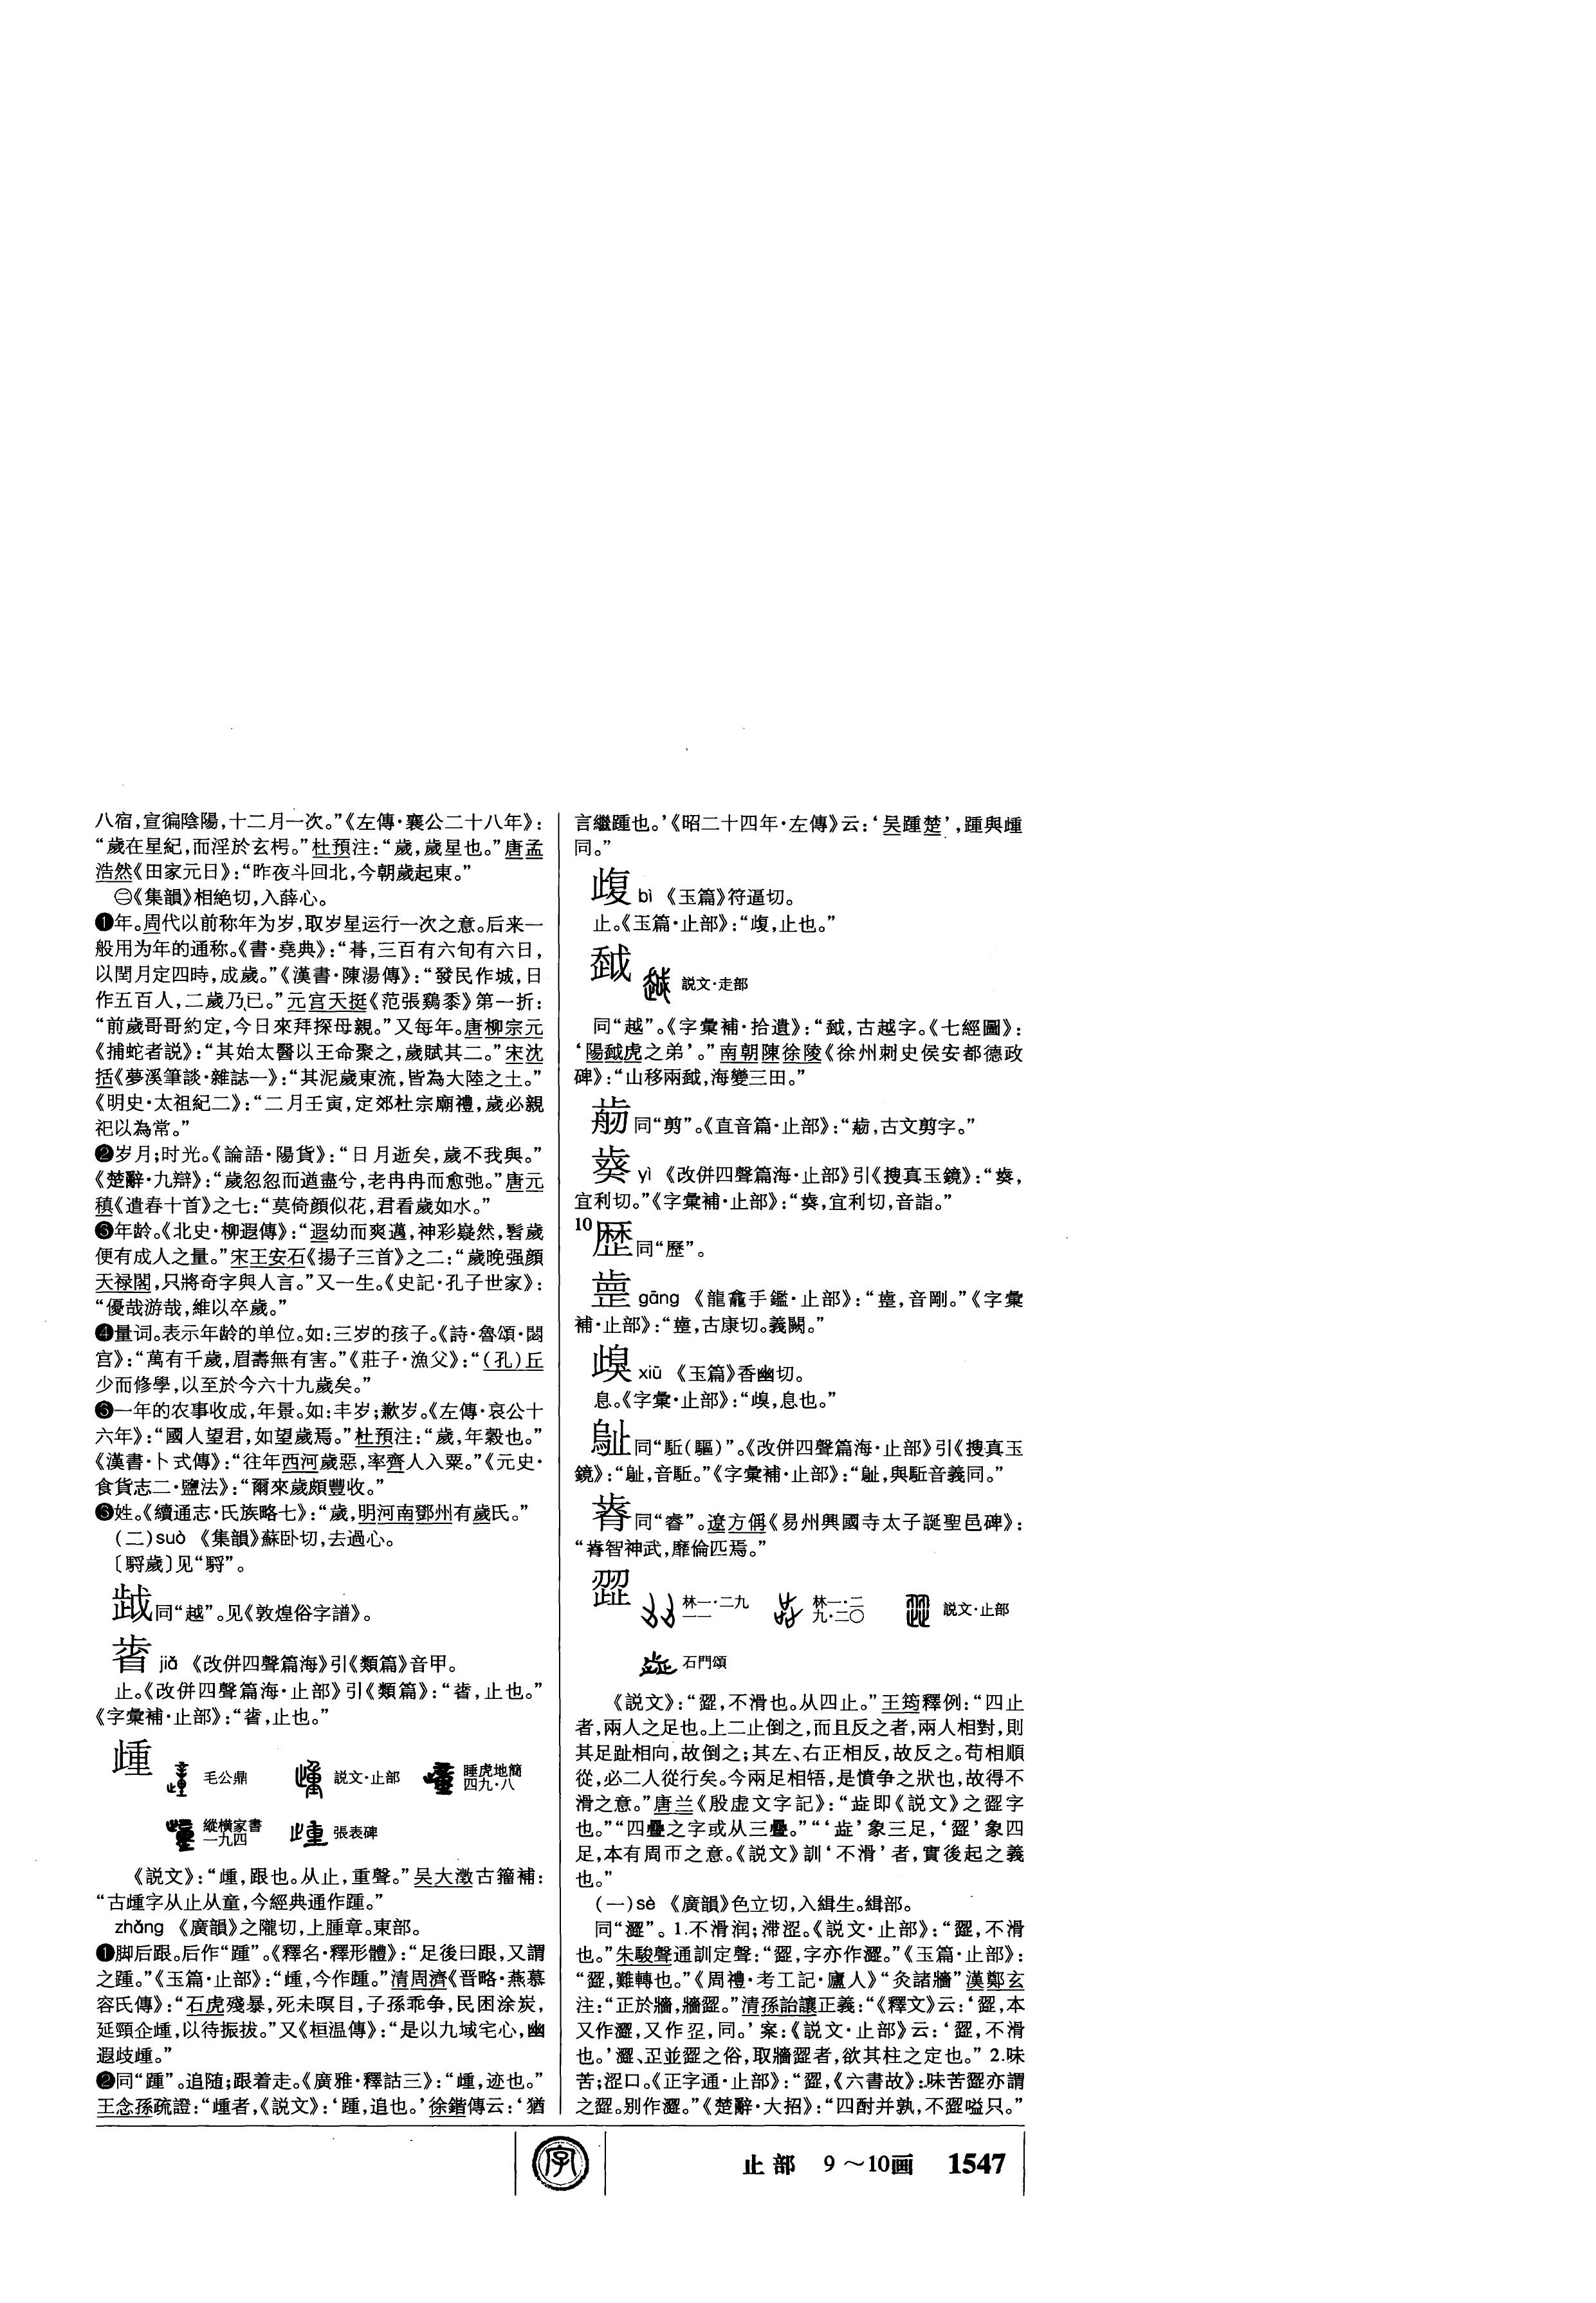 八宿，宣徧陰陽，十二月一次。”《左傳·襄公二十八年》：
“歲在星紀，而淫於玄枵。”杜預注：“歲，歲星也。”唐孟
浩然《田家元日》：“昨夜斗回北，今朝歲起東。”
㊁《集韻》相絶切，入薛心。
❶年。周代以前称年为岁，取岁星运行一次之意。后来一
般用为年的通称。《書·堯典》：“朞，三百有六旬有六日，
以閏月定四時，成歲。”《漢書·陳湯傳》：“發民作城，日
作五百人，二歲乃已。”元宫天挺《范張鷄黍》第一折：
“前歲哥哥約定，今日來拜探母親。”又每年。唐柳宗元
《捕蛇者説》：“其始太醫以王命聚之，歲賦其二。”宋沈
括《夢溪筆談·雜誌一》：“其泥歲東流，皆為大陸之土。”
《明史·太祖紀二》：“二月壬寅，定郊社宗廟禮，歲必親
祀以為常。”
❷岁月；时光。《論語·陽貨》：“日月逝矣，歲不我與。”
《楚辭·九辯》：“歲忽忽而遒盡兮，老冉冉而愈弛。”唐元
稹《遣春十首》之七：“莫倚顔似花，君看歲如水。”
❸年龄。《北史·柳遐傳》：“遐幼而爽邁，神彩嶷然，髫歲
便有成人之量。”宋王安石《揚子三首》之二：“歲晚强顔
天禄閣，只將奇字與人言。”又一生。《史記·孔子世家》：
“優哉游哉，維以卒歲。”
❹量词。表示年龄的单位。如：三岁的孩子。《詩·魯頌·閟
宫》：“萬有千歲，眉壽無有害。”《莊子·漁父》：“（孔）丘
少而修學，以至於今六十九歲矣。”
❺一年的农事收成，年景。如：丰岁；歉岁。《左傳·哀公十
六年》：“國人望君，如望歲焉。”杜預注：“歲，年穀也。”
《漢書·卜式傳》：“往年西河歲惡，率齊人入粟。”《元史·
食貨志二·鹽法》：“爾來歲頗豐收。”
❻姓。《續通志·氏族略七》：“歲，明河南鄧州有歲氏。”
（二）suò 《集韻》蘇卧切，去過心。
〔䮍歲〕见“䮍”。
同“越”。见《敦煌俗字譜》。
jiǎ 《改併四聲篇海》引《類篇》音甲。
止。《改併四聲篇海·止部》引《類篇》：“，止也。”
《字彙補·止部》：“，止也。”
歱 毛公鼎 説文·止部 睡虎地簡四九·八
縱横家書一九四 張表碑
《説文》：“歱，跟也。从止，重聲。”吴大澂古籀補：
“古歱字从止从童，今經典通作踵。”
zhǒng 《廣韻》之隴切，上腫章。東部。
❶脚后跟。后作“踵”。《釋名·釋形體》：“足後曰跟，又謂
之踵。”《玉篇·止部》：“歱，今作踵。”清周濟《晋略·燕慕
容氏傳》：“石虎殘暴，死未暝目，子孫乖争，民困涂炭，
延頸企歱，以待振拔。”又《桓温傳》：“是以九域宅心，幽
遐歧歱。”
❷同“踵”。追随；跟着走。《廣雅·釋詁三》：“歱，迹也。”
王念孫疏證：“歱者，《説文》：‘踵，追也。’徐鍇傳云：‘猶
言繼踵也。’《昭二十四年·左傳》云：‘吴踵楚’，踵與歱
同。”
bì 《玉篇》符逼切。
止。《玉篇·止部》：“，止也。”
説文·走部
同“越”。《字彙補·拾遺》：“，古越字。《七經圖》：
‘陽虎之弟’。”南朝陳徐陵《徐州刺史侯安都德政
碑》：“山移兩，海變三田。”
同“剪”。《直音篇·止部》：“，古文剪字。”
yì 《改併四聲篇海·止部》引《搜真玉鏡》：“，
宜利切。”《字彙補·止部》：“，宜利切，音詣。”
10 同“歷”。
gāng 《龍龕手鑑·止部》：“，音剛。”《字彙
補·止部》：“，古康切。義闕。”
xiū 《玉篇》香幽切。
息。《字彙·止部》：“，息也。”
同“（驅）”。《改併四聲篇海·止部》引《搜真玉
鏡》：“，音。”《字彙補·止部》：“，與音義同。”
同“睿”。遼方偁《易州興國寺太子誕聖邑碑》：
“智神武，靡倫匹焉。”
歰 林一·二九一一 林一·二九·二〇 説文·止部
石門頌
《説文》：“歰，不滑也。从四止。”王筠釋例：“四止
者，兩人之足也。上二止倒之，而且反之者，兩人相對，則
其足趾相向，故倒之；其左、右正相反，故反之。苟相順
從，必二人從行矣。今兩足相啎，是憤争之狀也，故得不
滑之意。”唐兰《殷虚文字記》：“歮即《説文》之歰字
也。”“四疊之字或从三疊。”“‘歮’象三足，‘歰’象四
足，本有周帀之意。《説文》訓‘不滑’者，實後起之義
也。”
（一）sè 《廣韻》色立切，入緝生。緝部。
同“澀”。1.不滑润；滞涩。《説文·止部》：“歰，不滑
也。”朱駿聲通訓定聲：“歰，字亦作澀。”《玉篇·止部》：
“歰，難轉也。”《周禮·考工記·廬人》“灸諸牆”漢鄭玄
注：“正於牆，牆歰。”清孫詒讓正義：“《釋文》云：‘歰，本
又作澀，又作，同。’案：《説文·止部》云：‘歰，不滑
也。’澀、並歰之俗，取牆歰者，欲其柱之定也。” 2.味
苦；涩口。《正字通·止部》：“歰，《六書故》：味苦歰亦謂
之歰。别作澀。”《楚辭·大招》：“四酎并孰，不歰嗌只。”
字
止部 9～10画 1547